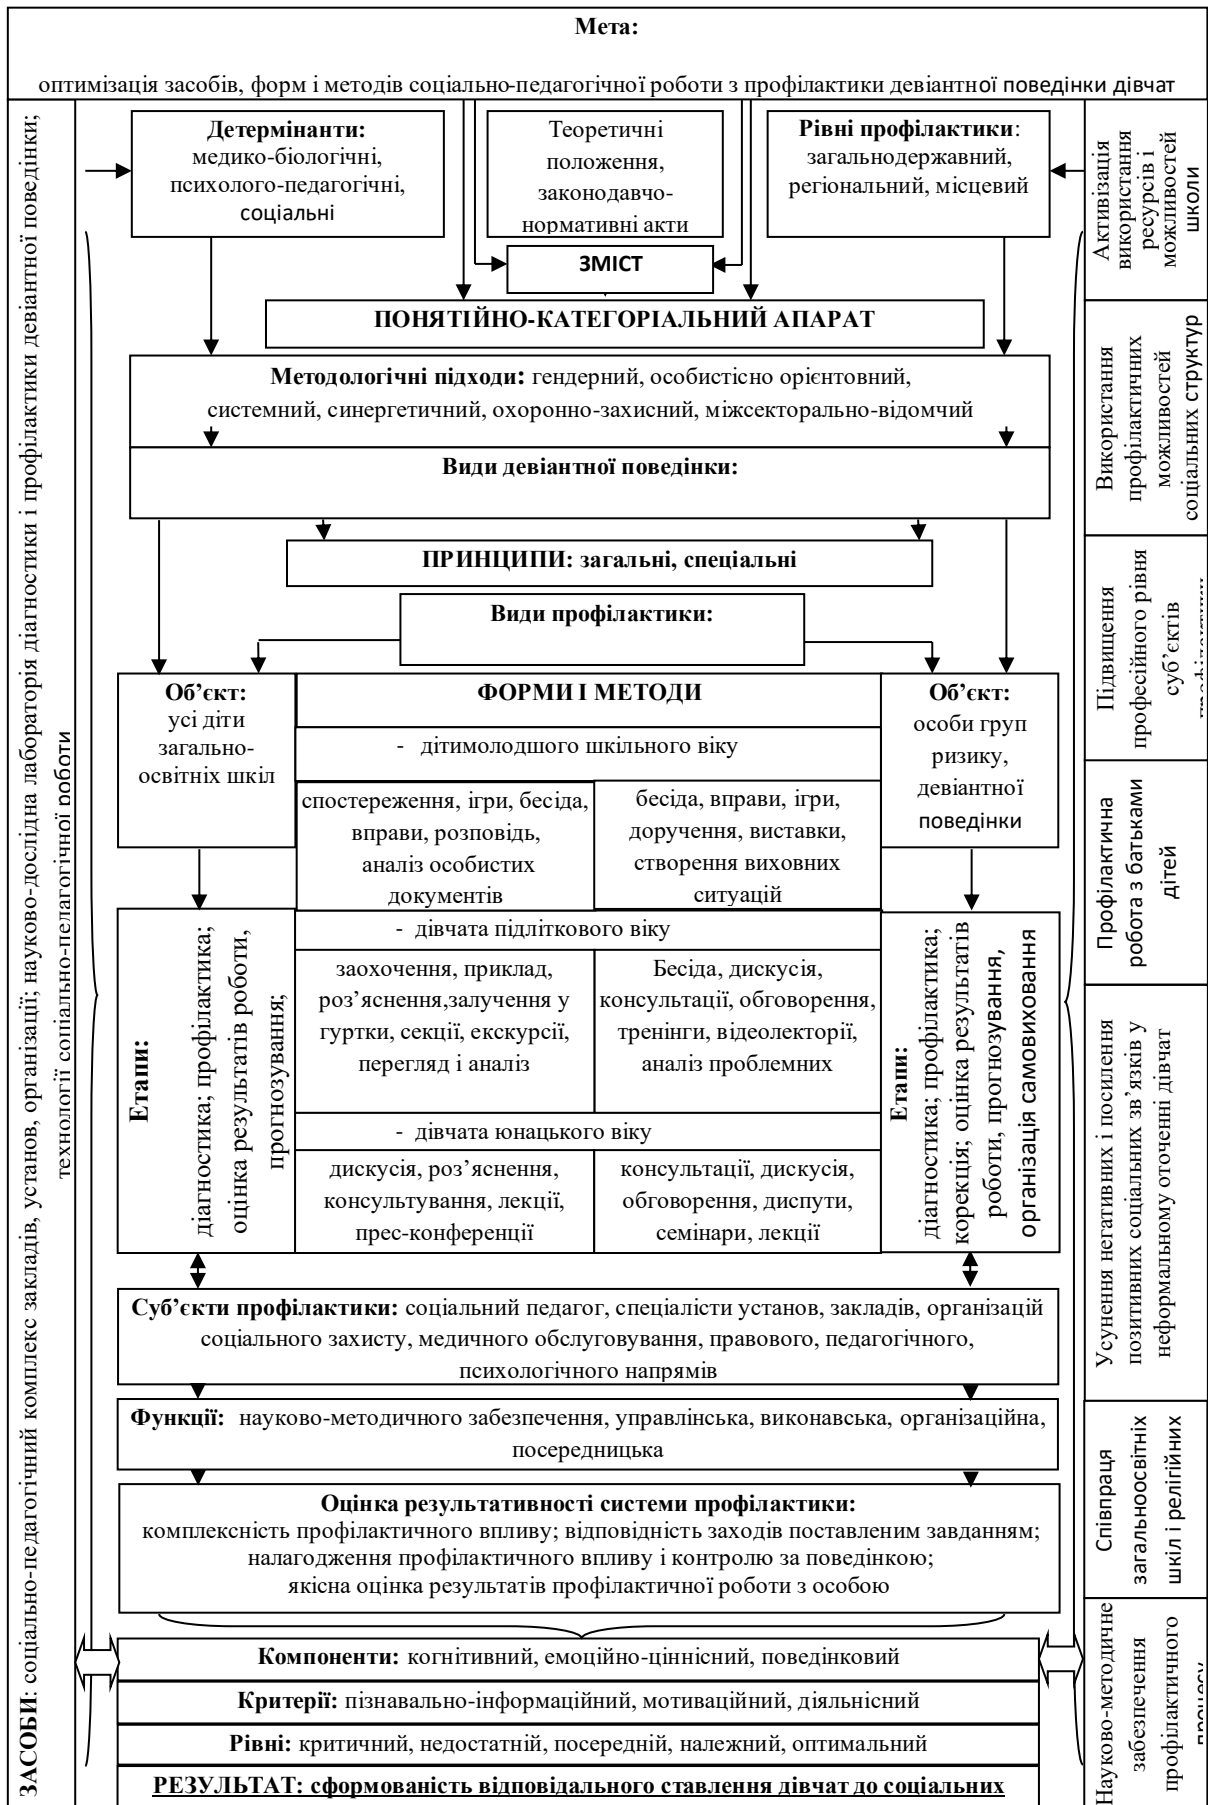 Мета:
оптимізація засобів, форм і методів соціально-педагогічної роботи з профілактики девіантної поведінки дівчат
ЗАСОБИ: соціально-педагогічний комплекс закладів, установ, організації; науково-дослідна лабораторія діагностики і профілактики девіантної поведінки;
технології соціально-педагогічної роботи
Детермінанти:
медико-біологічні,
психолого-педагогічні,
соціальні
Теоретичні
положення,
законодавчо-
нормативні акти
Рівні профілактики:
загальнодержавний,
регіональний, місцевий
ЗМІСТ
ПОНЯТІЙНО-КАТЕГОРІАЛЬНИЙ АПАРАТ
Методологічні підходи: гендерний, особистісно орієнтовний,
системний, синергетичний, охоронно-захисний, міжсекторально-відомчий
Види девіантної поведінки:
ПРИНЦИПИ: загальні, спеціальні
Види профілактики:
Об’єкт:
усі діти
загально-
освітніх шкіл
ФОРМИ І МЕТОДИ
- дітимолодшого шкільного віку
спостереження, ігри, бесіда,
вправи, розповідь,
аналіз особистих
документів
бесіда, вправи, ігри,
доручення, виставки,
створення виховних
ситуацій
Об’єкт:
особи груп
ризику,
девіантної
поведінки
Етапи:
діагностика; профілактика;
оцінка результатів роботи,
прогнозування;
- дівчата підліткового віку
заохочення, приклад,
роз’яснення,залучення у
гуртки, секції, екскурсії,
перегляд і аналіз
Бесіда, дискусія,
консультації, обговорення,
тренінги, відеолекторії,
аналіз проблемних
- дівчата юнацького віку
дискусія, роз’яснення,
консультування, лекції,
прес-конференції
консультації, дискусія,
обговорення, диспути,
семінари, лекції
Етапи:
діагностика; профілактика;
корекція; оцінка результатів
роботи, прогнозування,
організація самовиховання
Суб’єкти профілактики: соціальний педагог, спеціалісти установ, закладів, організацій
соціального захисту, медичного обслуговування, правового, педагогічного,
психологічного напрямів
Функції: науково-методичного забезпечення, управлінська, виконавська, організаційна,
посередницька
Оцінка результативності системи профілактики:
комплексність профілактичного впливу; відповідність заходів поставленим завданням;
налагодження профілактичного впливу і контролю за поведінкою;
якісна оцінка результатів профілактичної роботи з особою
Компоненти: когнітивний, емоційно-ціннісний, поведінковий
Критерії: пізнавально-інформаційний, мотиваційний, діяльнісний
Рівні: критичний, недостатній, посередній, належний, оптимальний
РЕЗУЛЬТАТ: сформованість відповідального ставлення дівчат до соціальних
Активізація
використання
ресурсів і
можливостей
школи
Використання
профілактичних
можливостей
соціальних структур
Підвищення
професійного рівня
суб’єктів
Профілактична
робота з батьками
дітей
Усунення негативних і посилення
позитивних соціальних зв’язків у
неформальному оточенні дівчат
Співпраця
загальноосвітніх
шкіл і релігійних
Науково-методичне
забезпечення
профілактичного